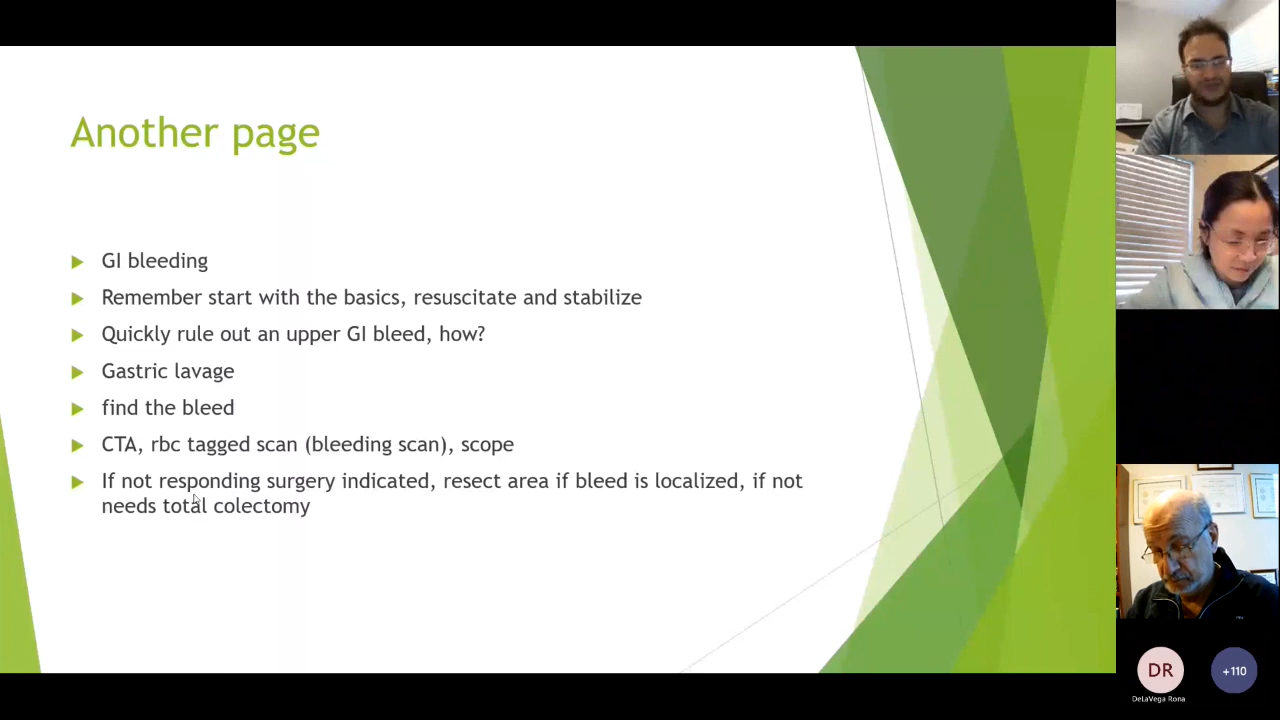 Another page
GI bleeding
Remember start with the basics, resuscitate and stabilize
Quickly rule out an upper GI bleed, how?
Gastric lavage
find the bleed
CTA, rbc tagged scan (bleeding scan), scope
If not responding surgery indicated, resect area if bleed is localized, if not
needs total colectomy
DR
+110
DeLaVega Rona